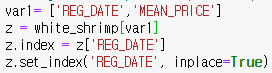 var1= ['REG_DATE','MEAN_PRICE']
z = white_shrimp[var1]
z.index = z['REG_DATE']
z.set_index('REG_DATE', inplace=True)